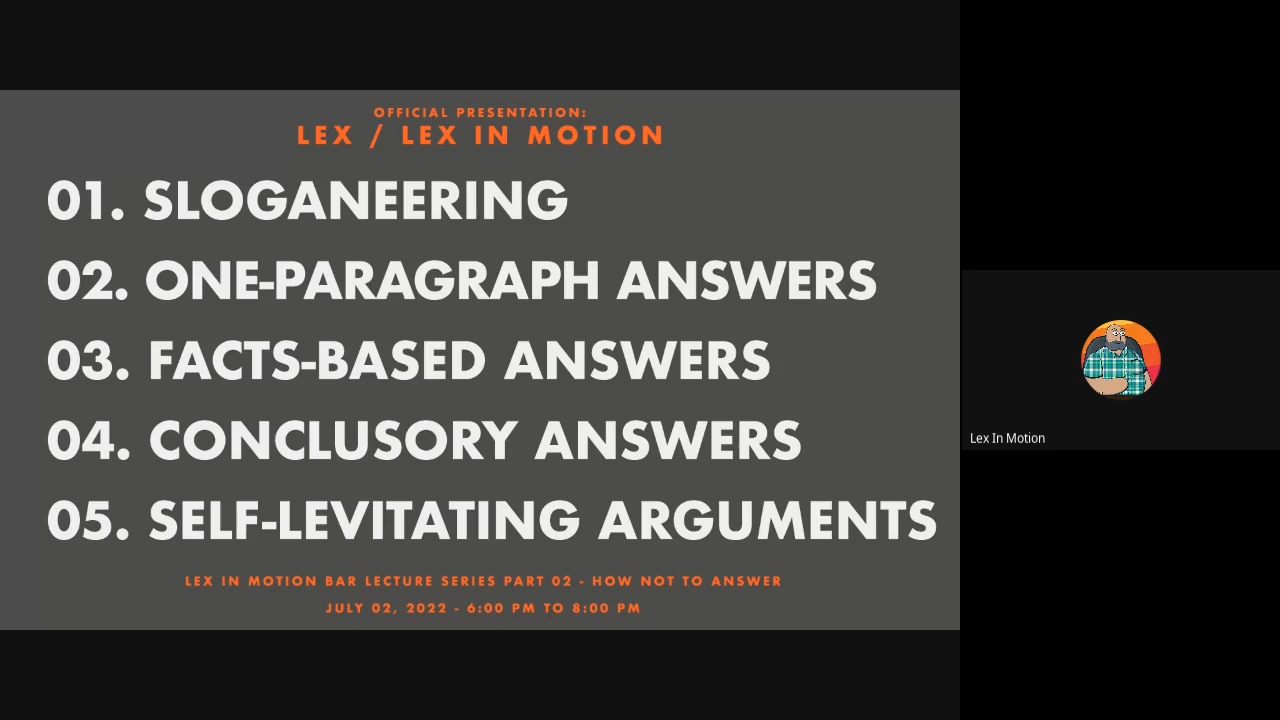 OFFICIAL PRESENTATION:
LEX / LEX IN MOTION
01. SLOGANEERING
02. ONE-PARAGRAPH ANSWERS
03. FACTS-BASED ANSWERS
04. CONCLUSORY ANSWERS
05. SELF-LEVITATING ARGUMENTS
LEX IN MOTION BAR LECTURE SERIES PART 02 - HOW NOT TO ANSWER
JULY 02, 2022 - 6:00 PM TO 8:00 PM
Lex In Motion